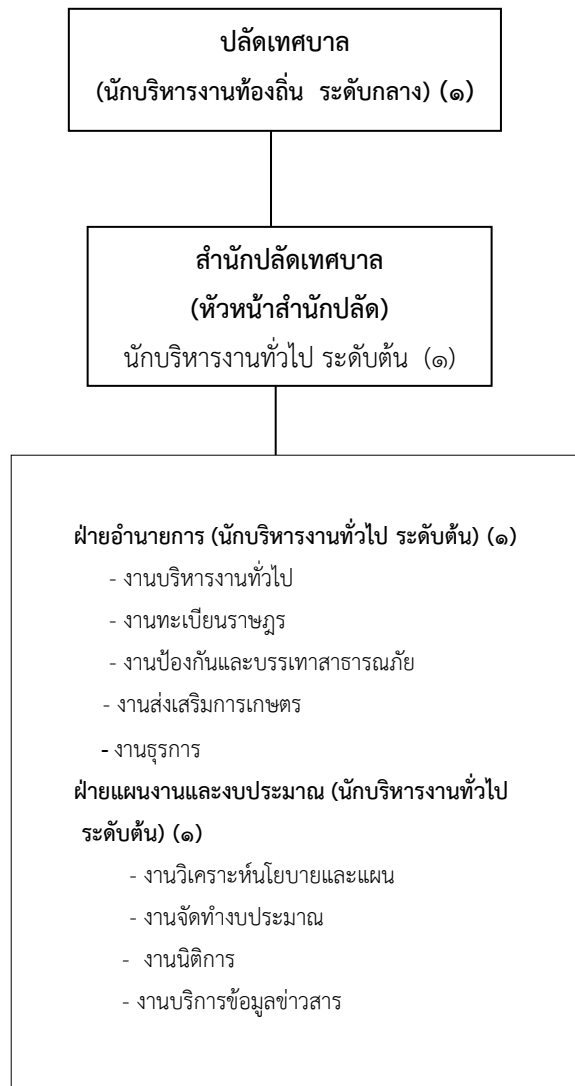 ปลัดเทศบาล
(นักบริหารงานท้องถิ่น ระดับกลาง) (๑)
สำนักปลัดเทศบาล
(หัวหน้าสำนักปลัด)
นักบริหารงานทั่วไป ระดับต้น (๑)
ฝ่ายอำนายการ (นักบริหารงานทั่วไป ระดับต้น) (๑)
- งานบริหารงานทั่วไป
- งานทะเบียนราษฎร
- งานป้องกันและบรรเทาสาธารณภัย
- งานส่งเสริมการเกษตร
- งานธุรการ
ฝ่ายแผนงานและงบประมาณ (นักบริหารงานทั่วไป
ระดับต้น) (๑)
- งานวิเคราะห์นโยบายและแผน
- งานจัดทำงบประมาณ
- งานนิติการ
- งานบริการข้อมูลข่าวสาร